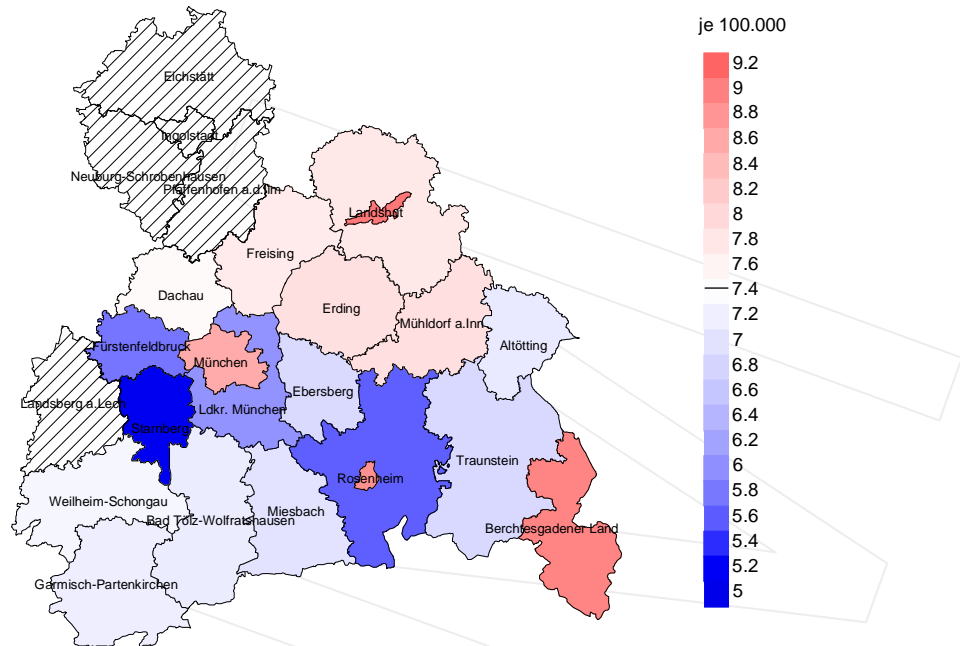 je 100.000
9.2
9
8.8
8.6
8.4
8.2
8
7.8
7.6
7.4
7.2
7
6.8
6.6
6.4
6.2
6
5.8
5.6
5.4
5.2
5
Eichstätt
Ingolstadt
Neuburg-Schrobenhausen
Pfaffenhofen a.d.Ilm
Landshut
Freising
Dachau
Erding
Mühldorf a.Inn
Altötting
Fürstenfeldbruck
München
Ebersberg
Landsberg a.Lech
Ldkr. München
Starnberg
Traunstein
Rosenheim
Weilheim-Schongau
Miesbach
Bad Tölz-Wolfratshausen
Berchtesgadener Land
Garmisch-Partenkirchen